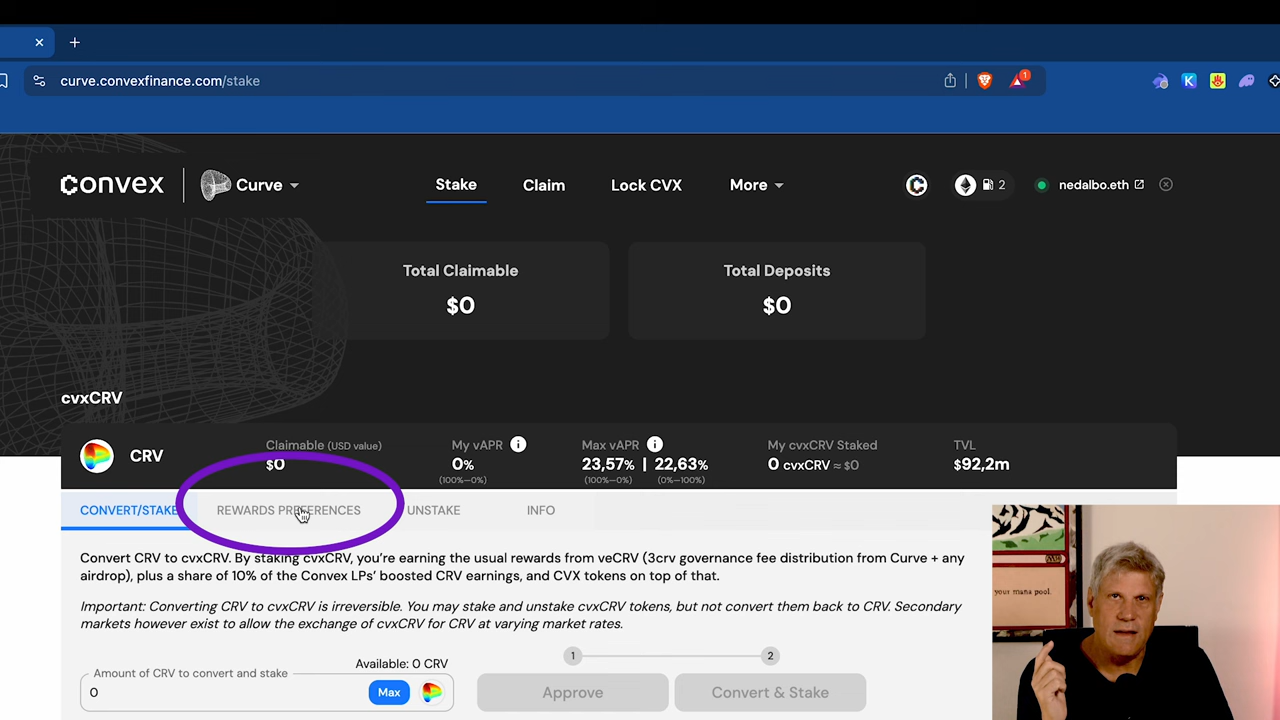 curve.convexfinance.com/stake
1
K
Convex
Curve
Stake
Claim
Lock CVX
More
2
nedalbo.eth
Total Claimable
$0
Total Deposits
$0
cvxCRV
CRV
Claimable (USD value)
$0
My vAPR
0%
(100%—0%)
Max vAPR
23,57% | 22,63%
(100%—0%) (0%—100%)
My cvxCRV Staked
0 cvxCRV ≈ $0
TVL
$92,2m
CONVERT/STAKE
REWARDS PREFERENCES
UNSTAKE
INFO
Convert CRV to cvxCRV. By staking cvxCRV, you're earning the usual rewards from veCRV (3crv governance fee distribution from Curve + any
airdrop), plus a share of 10% of the Convex LPs' boosted CRV earnings, and CVX tokens on top of that.
Important: Converting CRV to cvxCRV is irreversible. You may stake and unstake cvxCRV tokens, but not convert them back to CRV. Secondary
markets however exist to allow the exchange of cvxCRV for CRV at varying market rates.
Available: 0 CRV
Amount of CRV to convert and stake
0
Max
1
2
Approve
Convert & Stake
your mana pool.